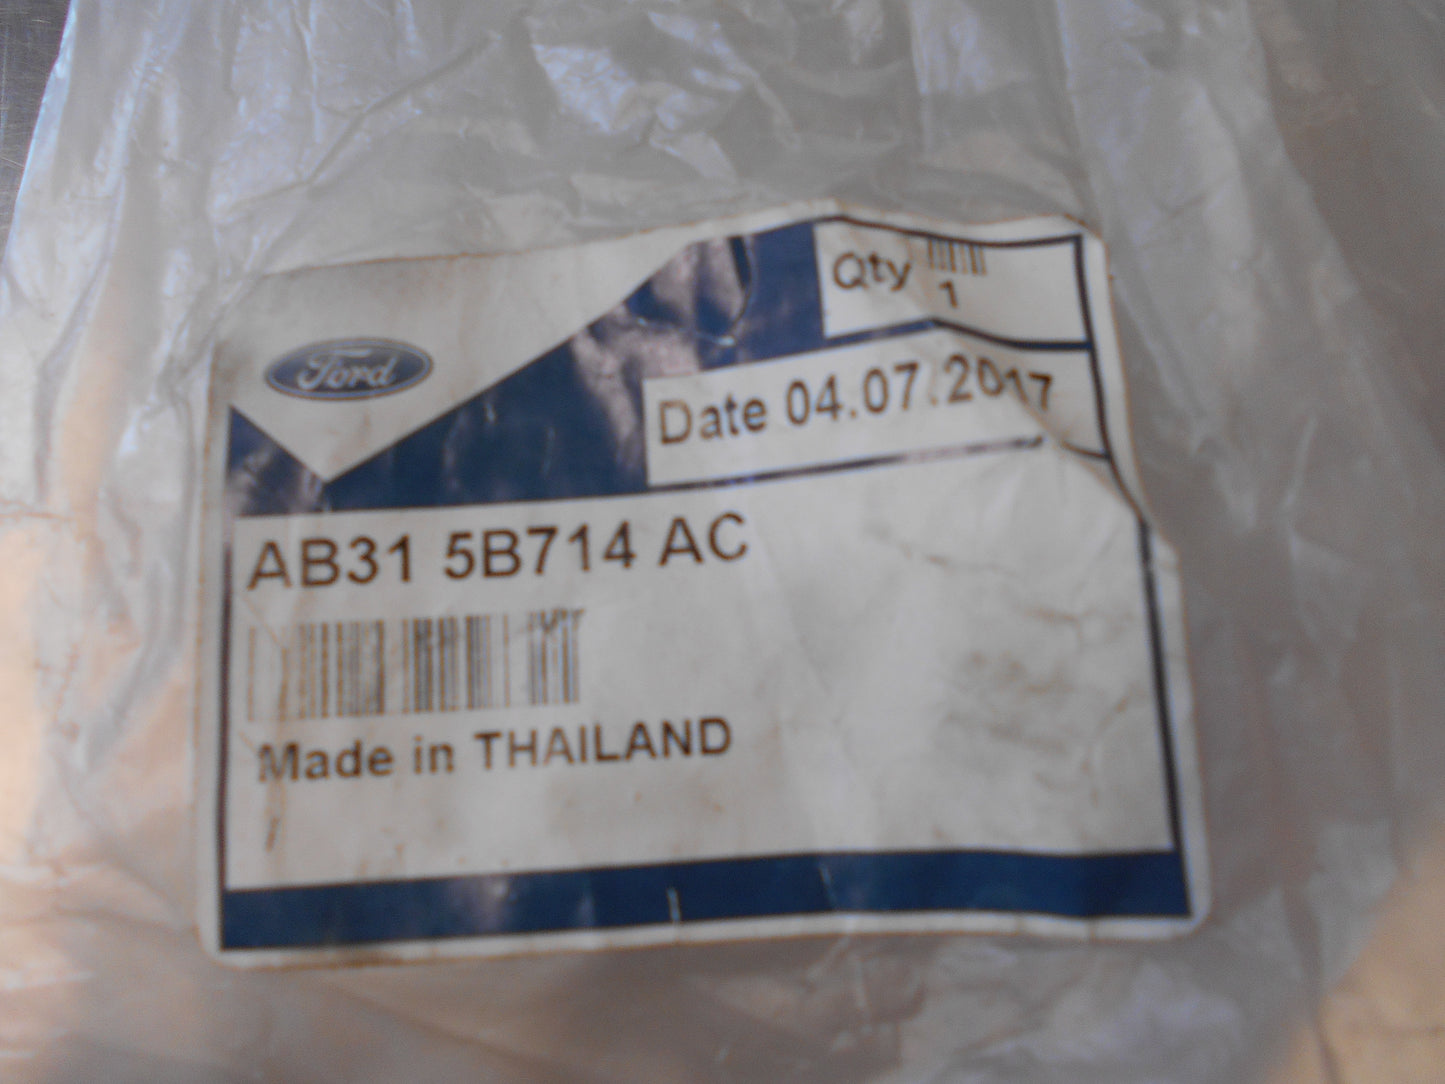 Ford
Qty 1
Date 04.07.2017
AB31 5B714 AC
Made in THAILAND